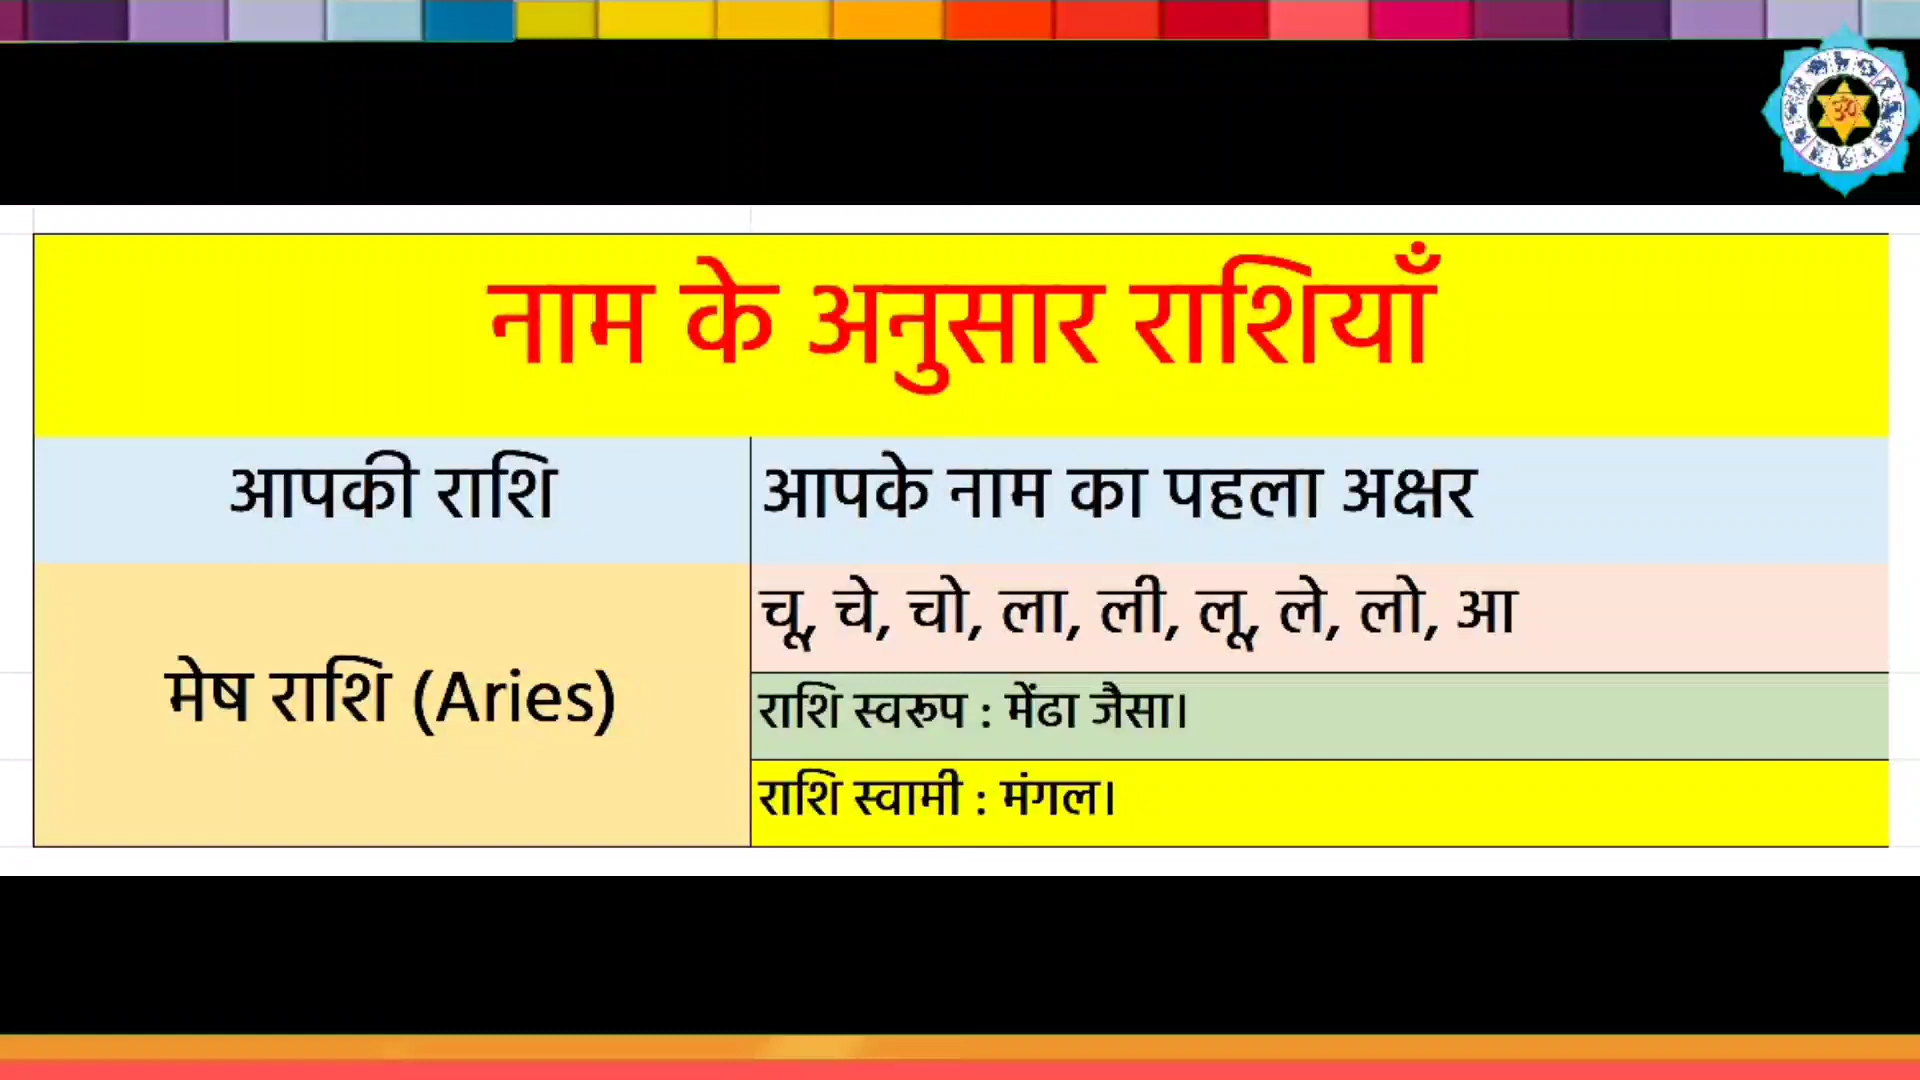 ॐ
नाम के अनुसार राशियाँ
आपकी राशि
आपके नाम का पहला अक्षर
मेष राशि (Aries)
चू, चे, चो, ला, ली, लू, ले, लो, आ
राशि स्वरूप : मेंढा जैसा।
राशि स्वामी : मंगल।